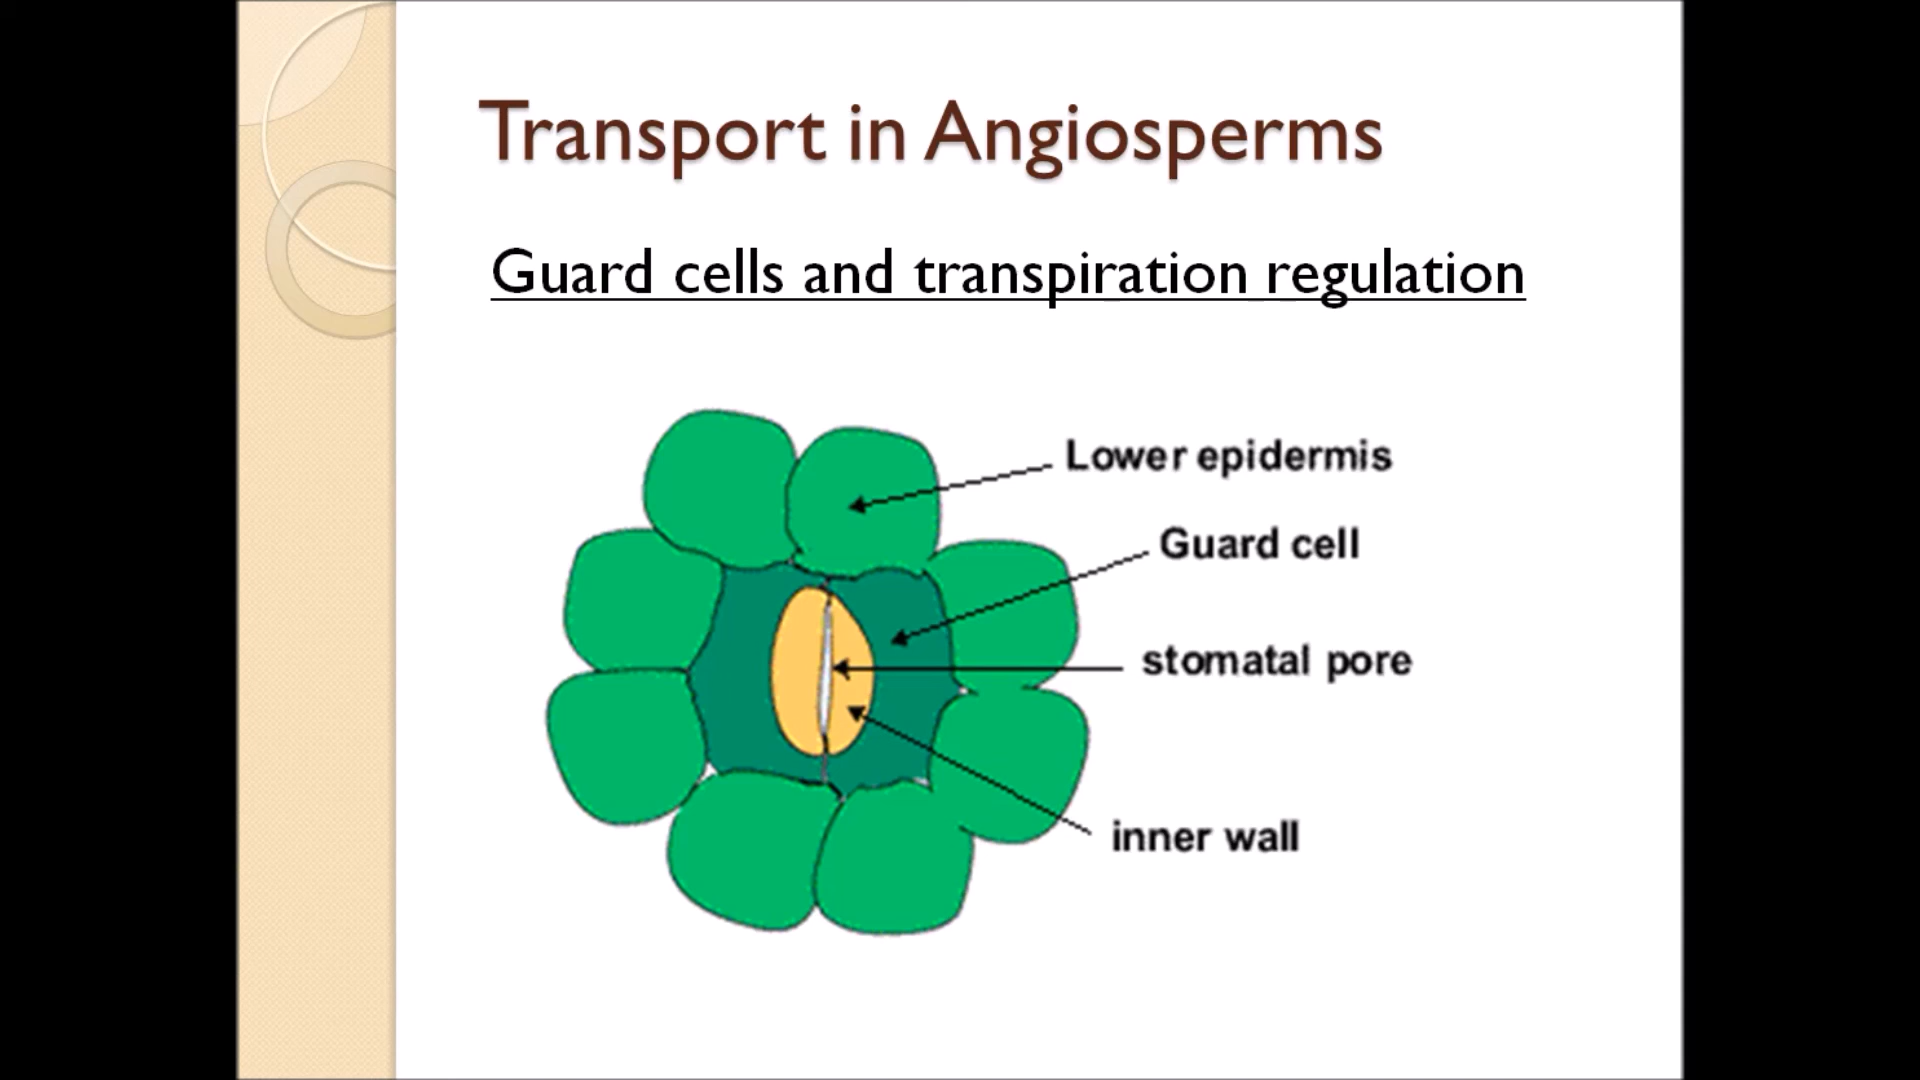 Transport in Angiosperms
Guard cells and transpiration regulation
Lower epidermis
Guard cell
stomatal pore
inner wall